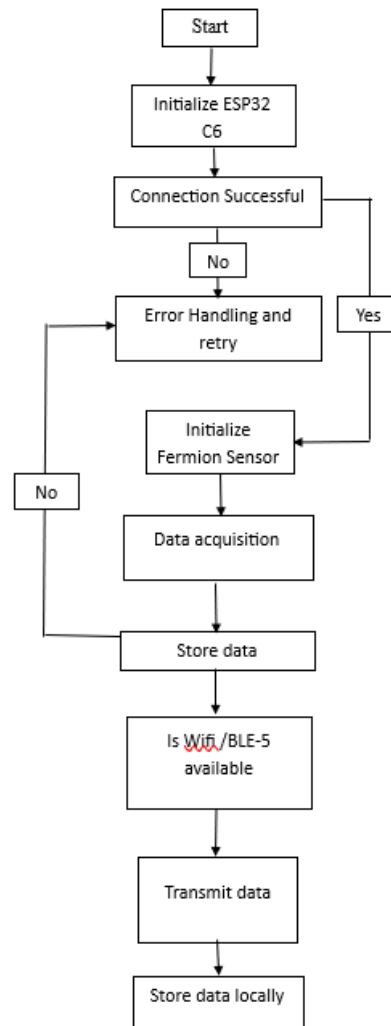 Start
Initialize ESP32
C6
Connection Successful
No
Error Handling and
retry
Yes
Initialize
Fermion Sensor
No
Data acquisition
Store data
Is Wifi /BLE-5
available
Transmit data
Store data locally